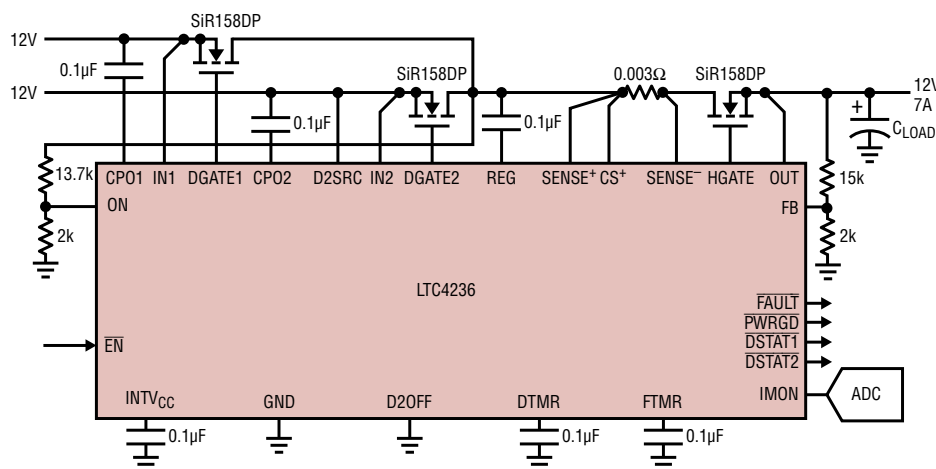 SiR158DP
12V
0.1µF
SiR158DP
0.003Ω
SiR158DP
12V
0.1µF
0.1µF
+
12V
7A
CLOAD
13.7k
CPO1 IN1 DGATE1 CPO2 D2SRC IN2 DGATE2 REG SENSE+ CS+ SENSE− HGATE OUT
15k
ON
FB
2k
2k
LTC4236
FAULT
PWRGD
EN
DSTAT1
DSTAT2
IMON
ADC
INTVCC
GND
D2OFF
DTMR
FTMR
0.1µF
0.1µF
0.1µF